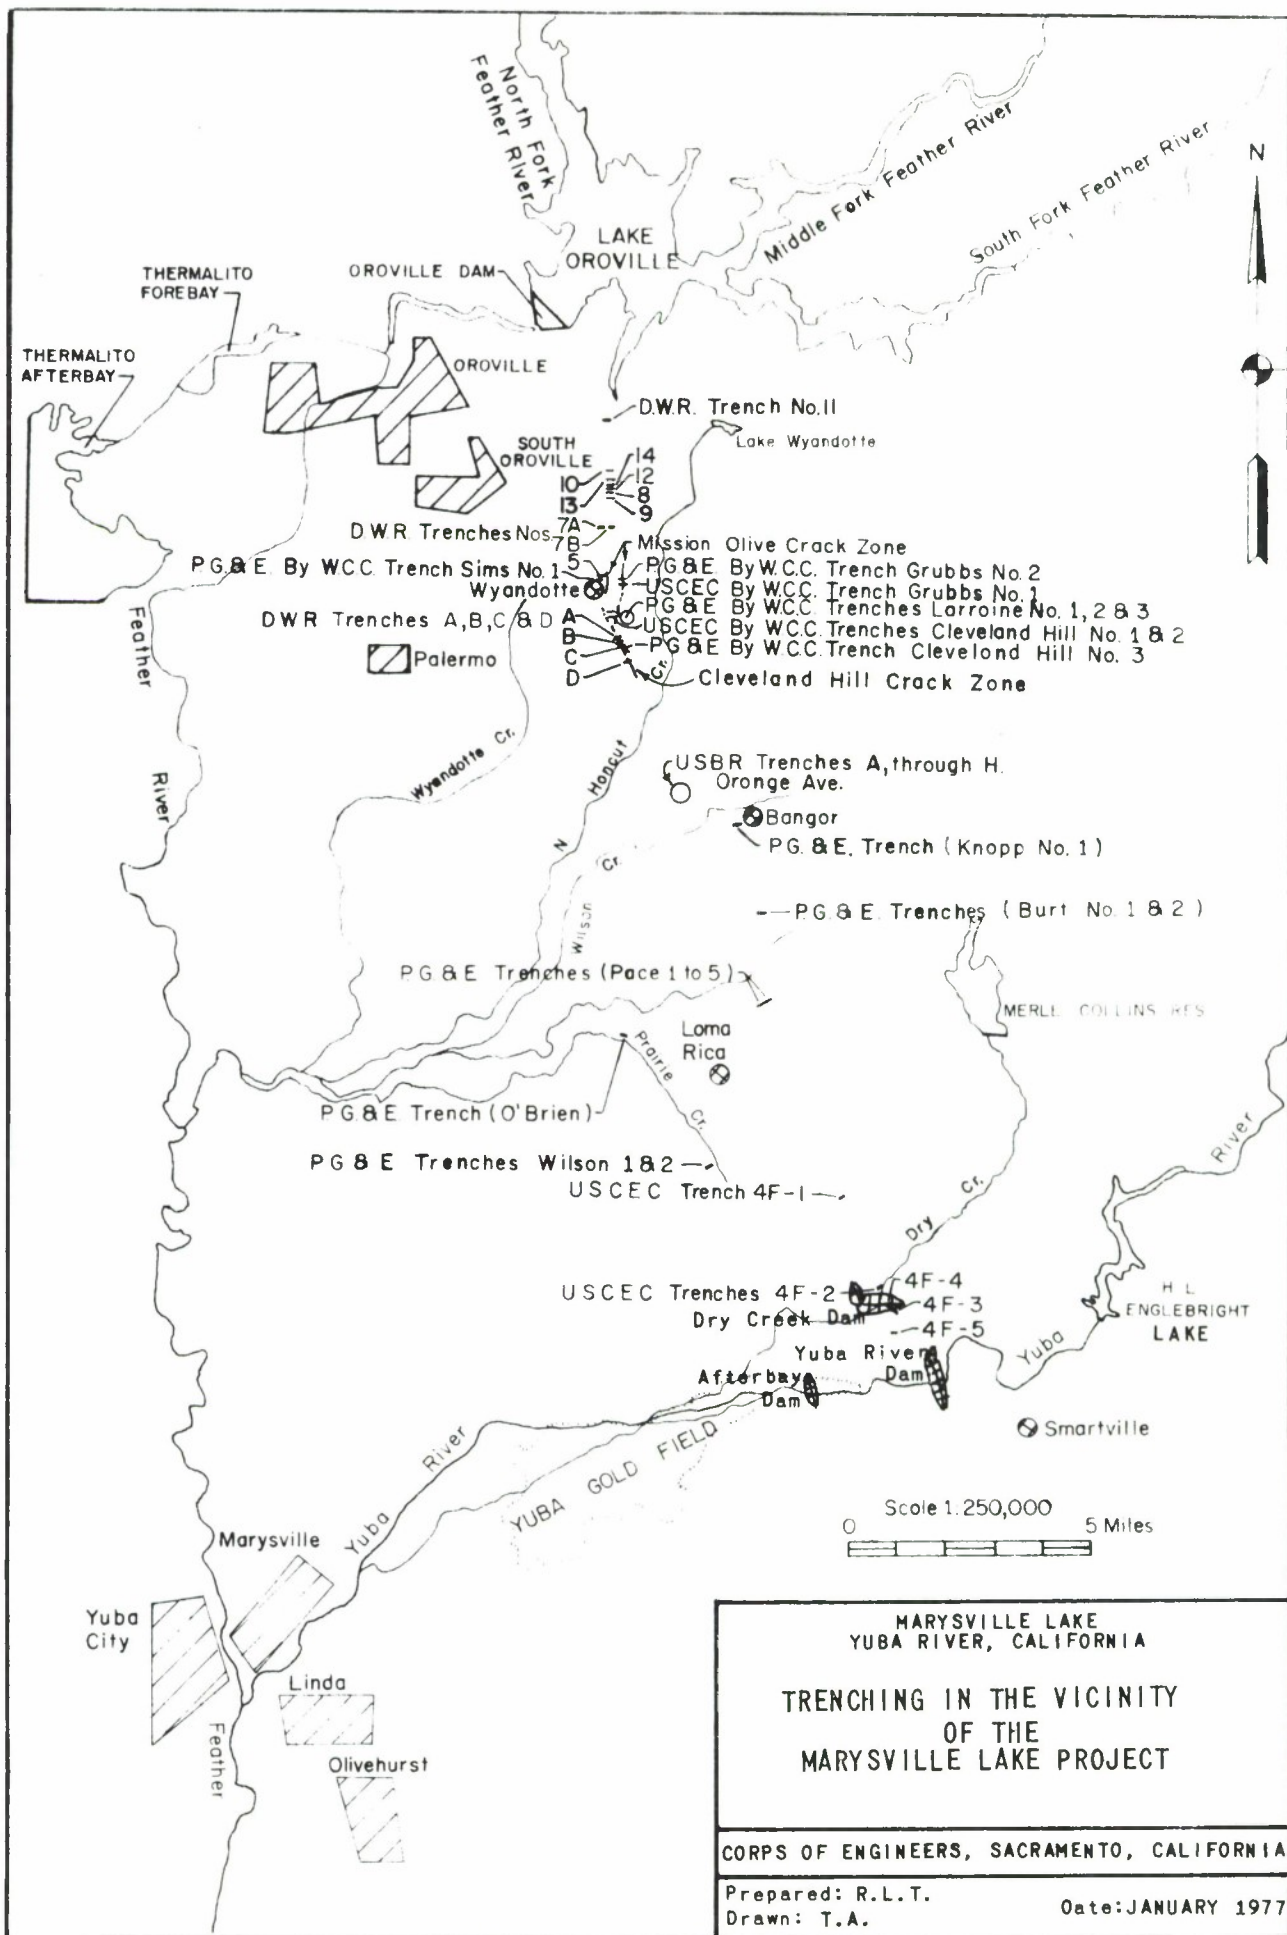 North Fork
Feather River
Middle Fork Feather River
South Fork Feather River
N
LAKE
OROVILLE
OROVILLE DAM
THERMALITO
FOREBAY
THERMALITO
AFTERBAY
OROVILLE
D.W.R. Trench No. 11
Lake Wyandotte
SOUTH
OROVILLE
14
10
12
8
13
9
D.W.R. Trenches Nos.
7A
7B
Mission Olive Crack Zone
5
P.G.& E. By WCC Trench Sims No. 1
P.G.&E. By W.C.C. Trench Grubbs No. 2
Wyandotte
USCEC By W.C.C. Trench Grubbs No. 1
P.G.&E. By W.C.C. Trenches Larroine No. 1, 2 & 3
DWR Trenches A, B, C & D
A
B
C
D
USCEC By W.C.C. Trenches Cleveland Hill No. 1 & 2
P.G.&E By W.C.C. Trench Cleveland Hill No. 3
Palermo
Cr.
Cleveland Hill Crack Zone
Feather
River
Wyandotte Cr.
Honcut
N
USBR Trenches A, through H.
Oronge Ave.
Bangor
P.G. & E. Trench (Knopp No. 1)
Cr.
Wilson
P.G. & E. Trenches (Burt No. 1 & 2)
P.G.& E Trenches (Pace 1 to 5)
MERLE COLLINS RES
Loma
Rica
Prairie
Cr.
P.G.& E Trench (O'Brien)
PG & E Trenches Wilson 1&2
USCEC Trench 4F-1
River
Dry
Cr.
USCEC Trenches 4F-2
4F-4
4F-3
Dry Creek Dam
4F-5
H L
ENGLEBRIGHT
LAKE
Yuba
Yuba River
Dam
Afterbay
Dam
Smartville
River
Yuba
YUBA GOLD FIELD
Scale 1:250,000
0
5 Miles
Marysville
Yuba
City
Linda
Feather
Olivehurst
MARYSVILLE LAKE
YUBA RIVER, CALIFORNIA
TRENCHING IN THE VICINITY
OF THE
MARYSVILLE LAKE PROJECT
CORPS OF ENGINEERS, SACRAMENTO, CALIFORNIA
Prepared: R.L.T.
Drawn: T.A.
Date: JANUARY 1977